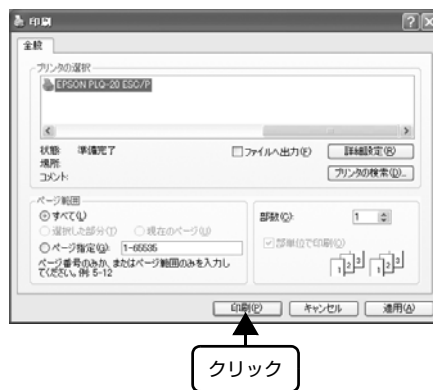 印刷
全般
プリンタの選択
EPSON PLQ-20 ESC/P
状態: 準備完了
場所:
コメント:
ファイルへ出力(F)
詳細設定(R)
プリンタの検索(D)...
ページ範囲
すべて(L)
選択した部分(T)
現在のページ(U)
ページ指定(G): 1-65535
ページ番号のみか、またはページ範囲のみを入力し
てください。例: 5-12
部数(C): 1
部単位で印刷(O)
1 1 2 2 3 3
印刷(P)
キャンセル
適用(A)
クリック